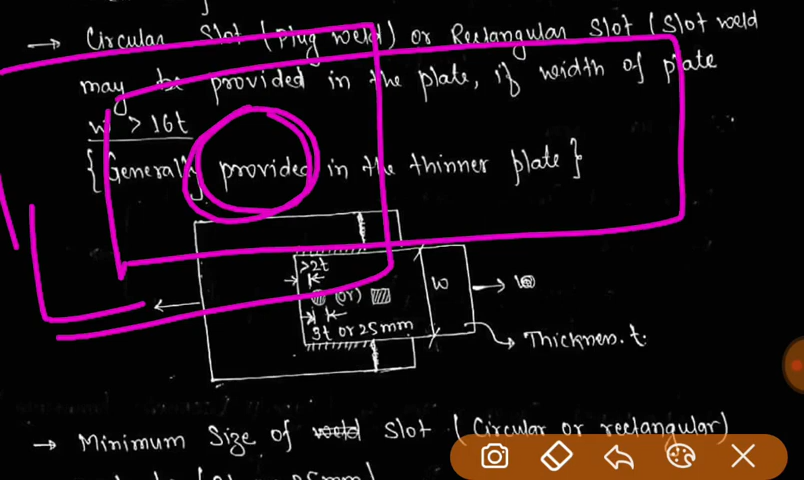 → Circular Slot (Plug weld) or Rectangular Slot (Slot weld
may be provided in the plate, if width of plate
w > 16t
{Generally provided in the thinner plate}
>2t
(or)
W
3t or 25mm
→ Thickness. t.
→ Minimum Size of weld Slot (Circular or rectangular)